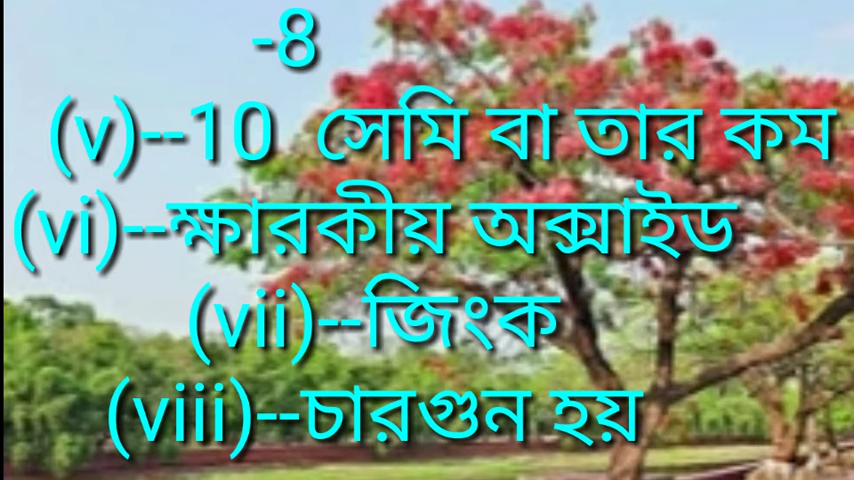 -8
(v)--10 সেমি বা তার কম
(vi)--ক্ষারকীয় অক্সাইড
(vii)--জিংক
(viii)--চারগুন হয়